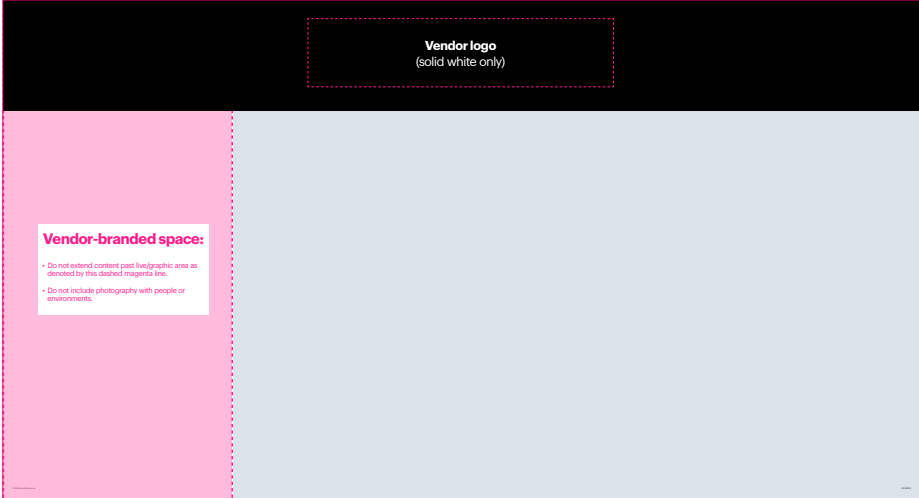 Vendor logo
(solid white only)
Vendor-branded space:
• Do not extend content past live/graphic area as
denoted by this dashed magenta line.
• Do not include photography with people or
environments.